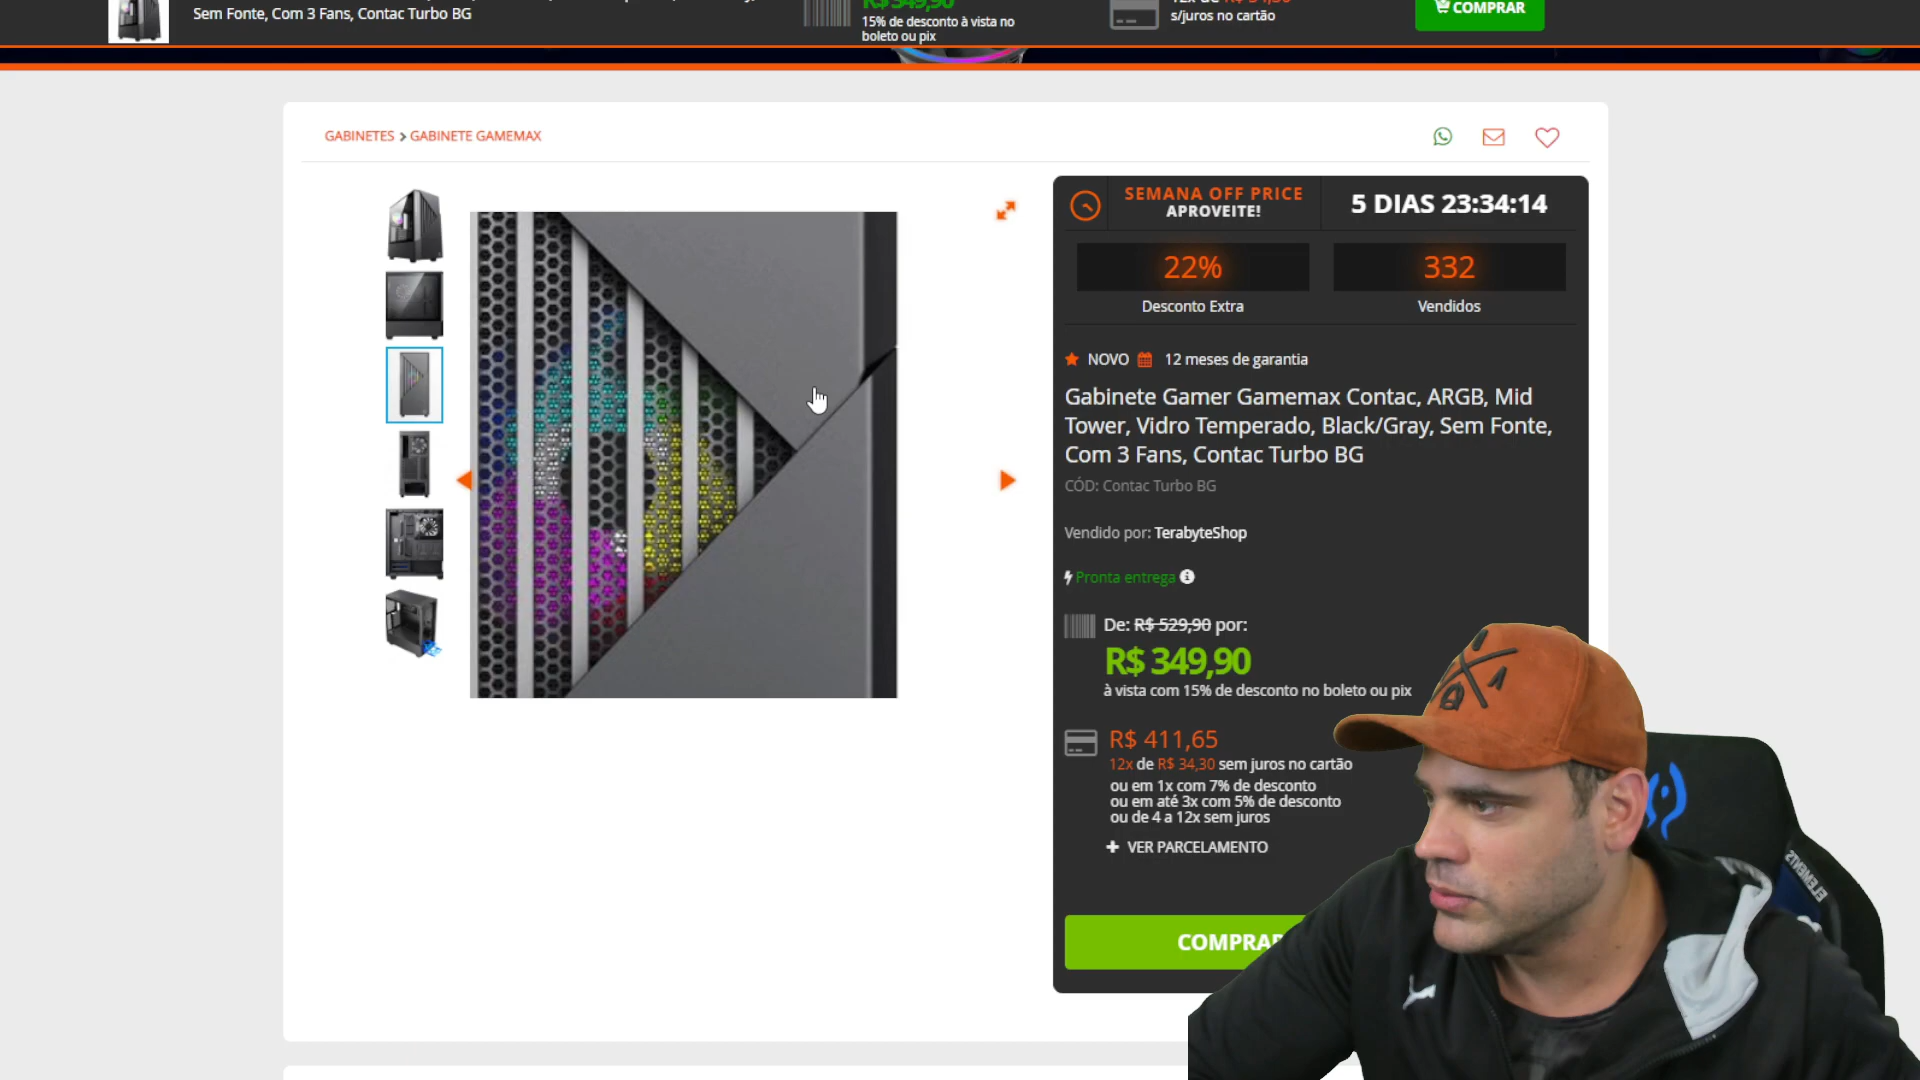 Sem Fonte, Com 3 Fans, Contac Turbo BG
R$ 349,90
15% de desconto à vista no
boleto ou pix
s/juros no cartão
COMPRAR
GABINETES > GABINETE GAMEMAX
SEMANA OFF PRICE
APROVEITE!
5 DIAS 23:34:14
22%
Desconto Extra
332
Vendidos
NOVO 12 meses de garantia
Gabinete Gamer Gamemax Contac, ARGB, Mid
Tower, Vidro Temperado, Black/Gray, Sem Fonte,
Com 3 Fans, Contac Turbo BG
CÓD: Contac Turbo BG
Vendido por: TerabyteShop
Pronta entrega
De: R$ 529,90 por:
R$ 349,90
à vista com 15% de desconto no boleto ou pix
R$ 411,65
12x de R$ 34,30 sem juros no cartão
ou em 1x com 7% de desconto
ou em até 3x com 5% de desconto
ou de 4 a 12x sem juros
+ VER PARCELAMENTO
COMPRAR
ELEMENTS